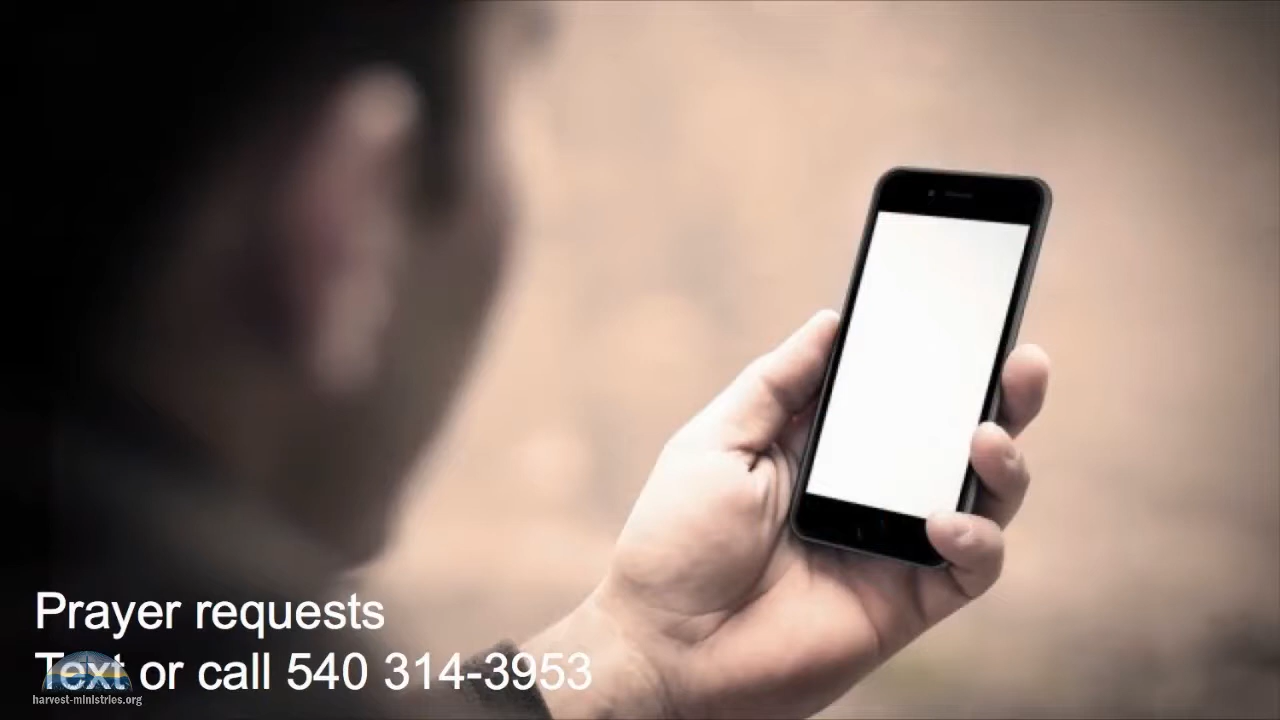 Prayer requests
Text or call 540 314-3953
harvest-ministries.org